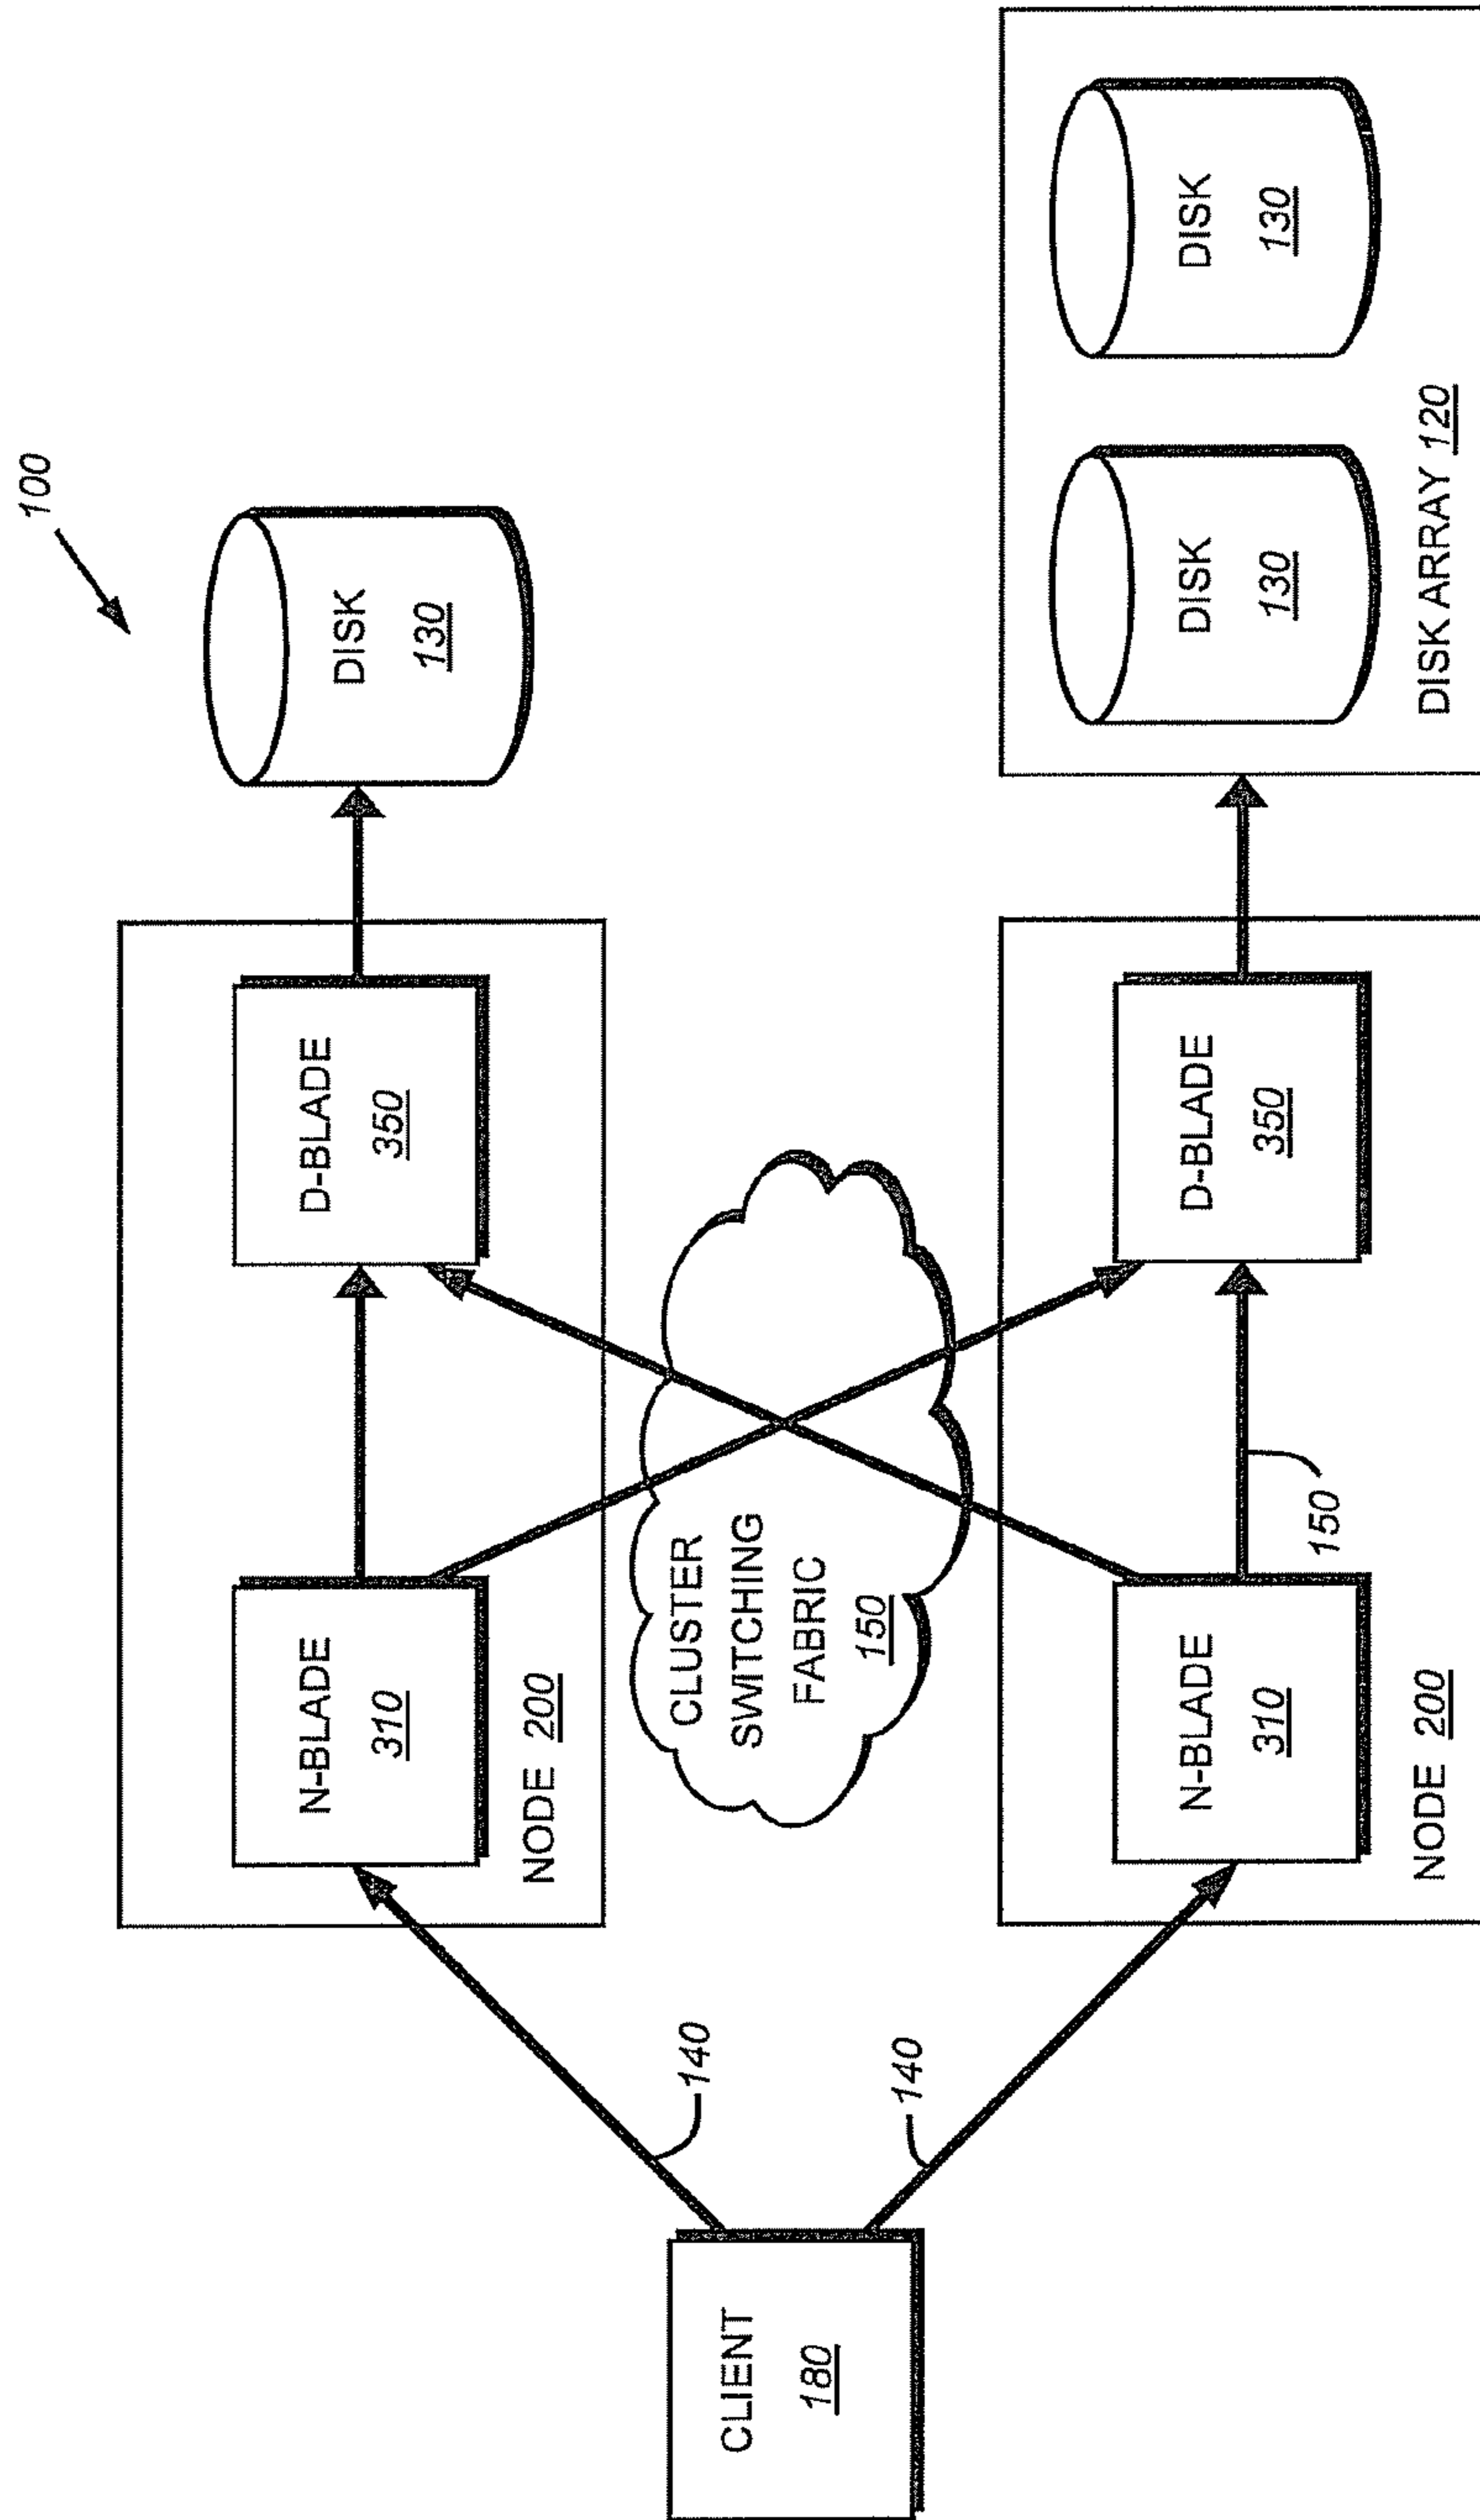 100
N-BLADE
310
D-BLADE
350
DISK
130
NODE 200
CLIENT
180
140
140
CLUSTER
SWITCHING
FABRIC
150
N-BLADE
310
150
D-BLADE
350
NODE 200
DISK
130
DISK
130
DISK ARRAY 120